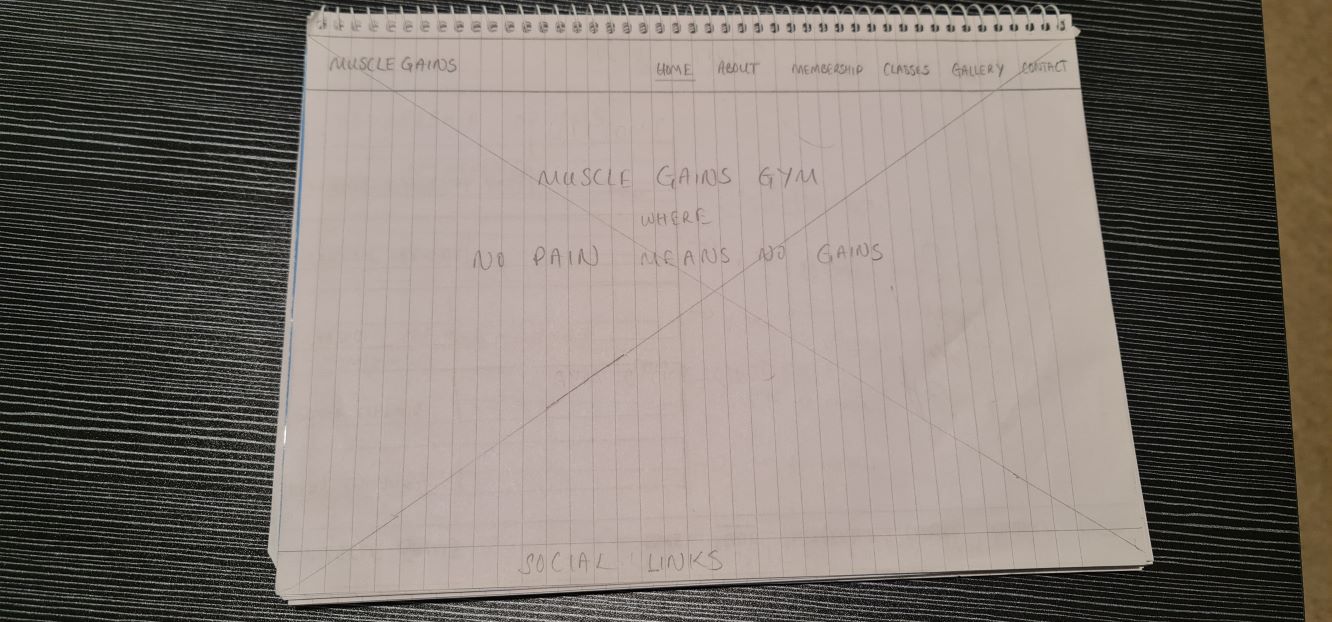 MUSCLE GAINS HOME ABOUT MEMBERSHIP CLASSES GALLERY CONTACT
MUSCLE GAINS GYM
WHERE
NO PAIN MEANS NO GAINS
SOCIAL LINKS